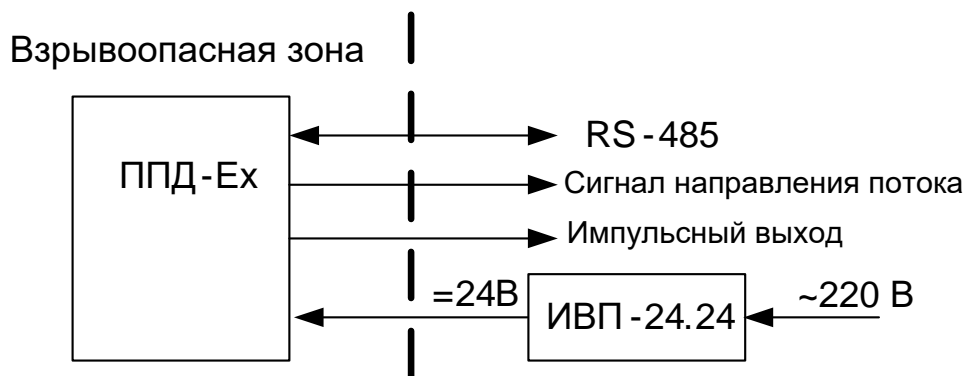 Взрывоопасная зона
RS-485
ППД-Ex
Сигнал направления потока
Импульсный выход
=24В
~220 В
ИВП-24.24